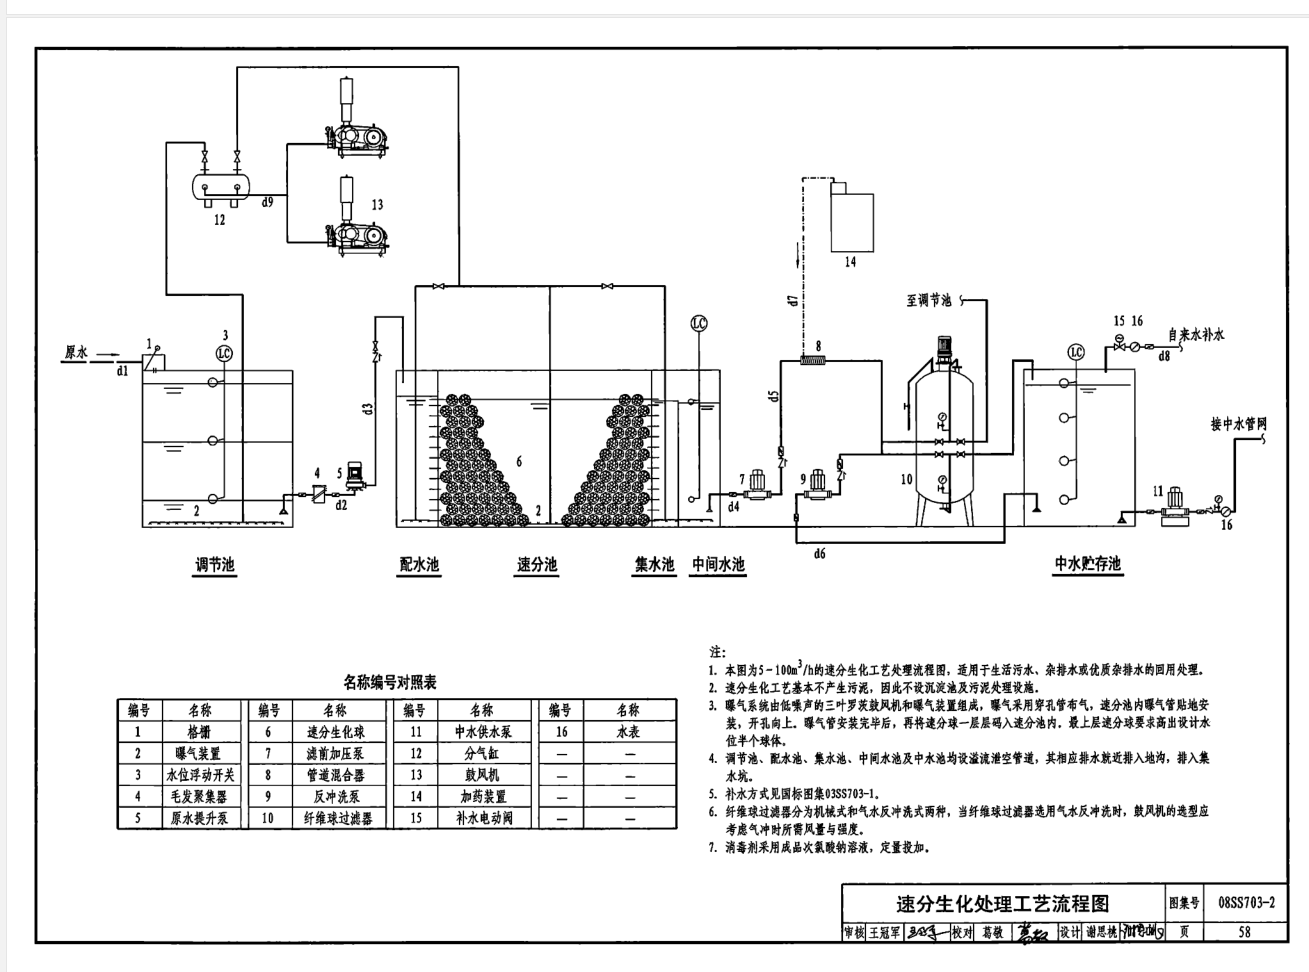 d9
12
13
14
d7
至调节池
15 16
自来水补水
d8
原水
d1
1
3
LC
LC
LC
8
接中水管网
d3
d5
4
5
d2
6
7
9
10
11
16
2
2
d4
d6
调节池
配水池
速分池
集水池
中间水池
中水贮存池
名称编号对照表
编号 名称 编号 名称 编号 名称 编号 名称
1 格栅 6 速分生化球 11 中水供水泵 16 水表
2 曝气装置 7 滤前加压泵 12 分气缸 — —
3 水位浮动开关 8 管道混合器 13 鼓风机 — —
4 毛发聚集器 9 反冲洗泵 14 加药装置 — —
5 原水提升泵 10 纤维球过滤器 15 补水电动阀 — —
注:
1. 本图为5-100m³/h的速分生化工艺处理流程图，适用于生活污水、杂排水或优质杂排水的回用处理。
2. 速分生化工艺基本不产生污泥，因此不设沉淀池及污泥处理设施。
3. 曝气系统由低噪声的三叶罗茨鼓风机和曝气装置组成，曝气采用穿孔管布气，速分池内曝气管贴地安
装，开孔向上。曝气管安装完毕后，再将速分球一层层码入速分池内。最上层速分球要求高出设计水
位半个球体。
4. 调节池、配水池、集水池、中间水池及中水池均设溢流泄空管道，其相应排水就近排入地沟，排入集
水坑。
5. 补水方式见国标图集03SS703-1。
6. 纤维球过滤器分为机械式和气水反冲洗式两种，当纤维球过滤器选用气水反冲洗时，鼓风机的选型应
考虑气冲时所需风量与强度。
7. 消毒剂采用成品次氯酸钠溶液，定量投加。
速分生化处理工艺流程图 图集号 08SS703-2
审核 王冠军 校对 葛敏 设计 谢思桃 页 58